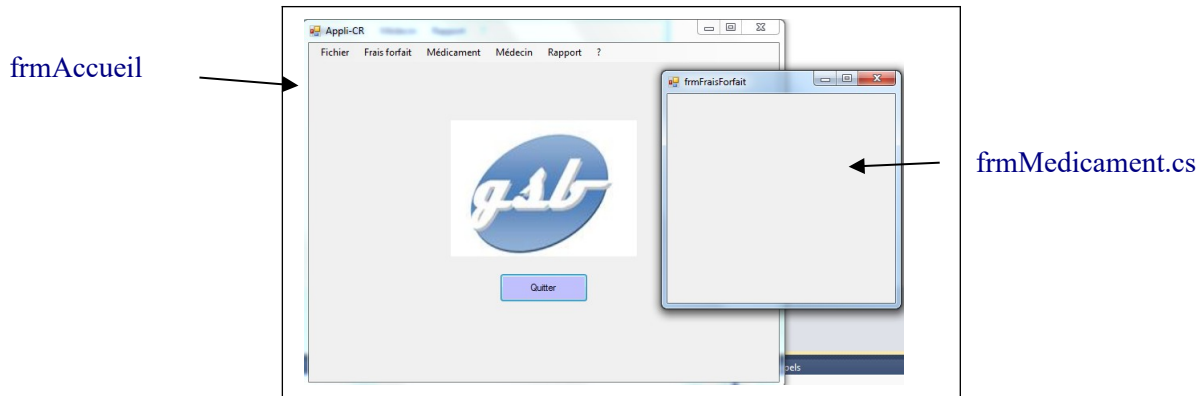 Appli-CR
Fichier Frais forfait Médicament Médecin Rapport ?
frmAccueil
frmFraisForfait
frmMedicament.cs
gsb
Quitter